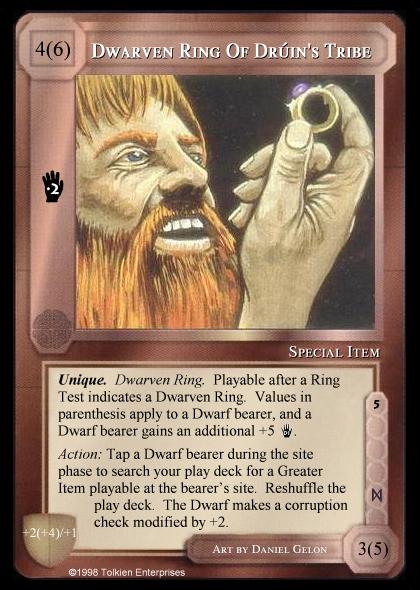 4(6)
Dwarven Ring Of Drúin's Tribe
2
Special Item
Unique. Dwarven Ring. Playable after a Ring
Test indicates a Dwarven Ring. Values in
parenthesis apply to a Dwarf bearer, and a
Dwarf bearer gains an additional +5
Action: Tap a Dwarf bearer during the site
phase to search your play deck for a Greater
Item playable at the bearer's site. Reshuffle the
play deck. The Dwarf makes a corruption
check modified by +2.
5
+2(+4)/+1
Art by Daniel Gelon
3(5)
©1998 Tolkien Enterprises